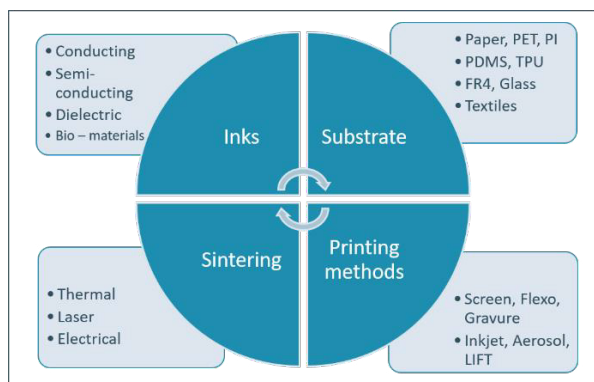 • Conducting
• Semi-
conducting
• Dielectric
• Bio – materials
Inks
Substrate
• Paper, PET, PI
• PDMS, TPU
• FR4, Glass
• Textiles
Sintering
Printing
methods
• Thermal
• Laser
• Electrical
• Screen, Flexo,
Gravure
• Inkjet, Aerosol,
LIFT